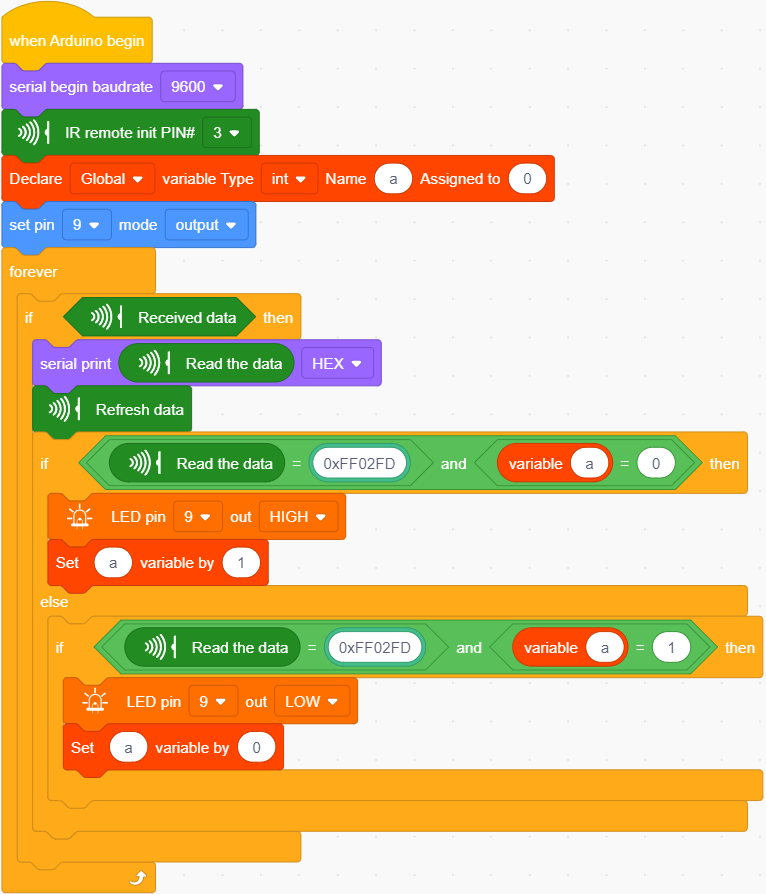 when Arduino begin
serial begin baudrate 9600
IR remote init PIN# 3
Declare Global variable Type int Name a Assigned to 0
set pin 9 mode output
forever
if Received data then
serial print Read the data HEX
Refresh data
if Read the data = 0xFF02FD and variable a = 0 then
LED pin 9 out HIGH
Set a variable by 1
else
if Read the data = 0xFF02FD and variable a = 1 then
LED pin 9 out LOW
Set a variable by 0